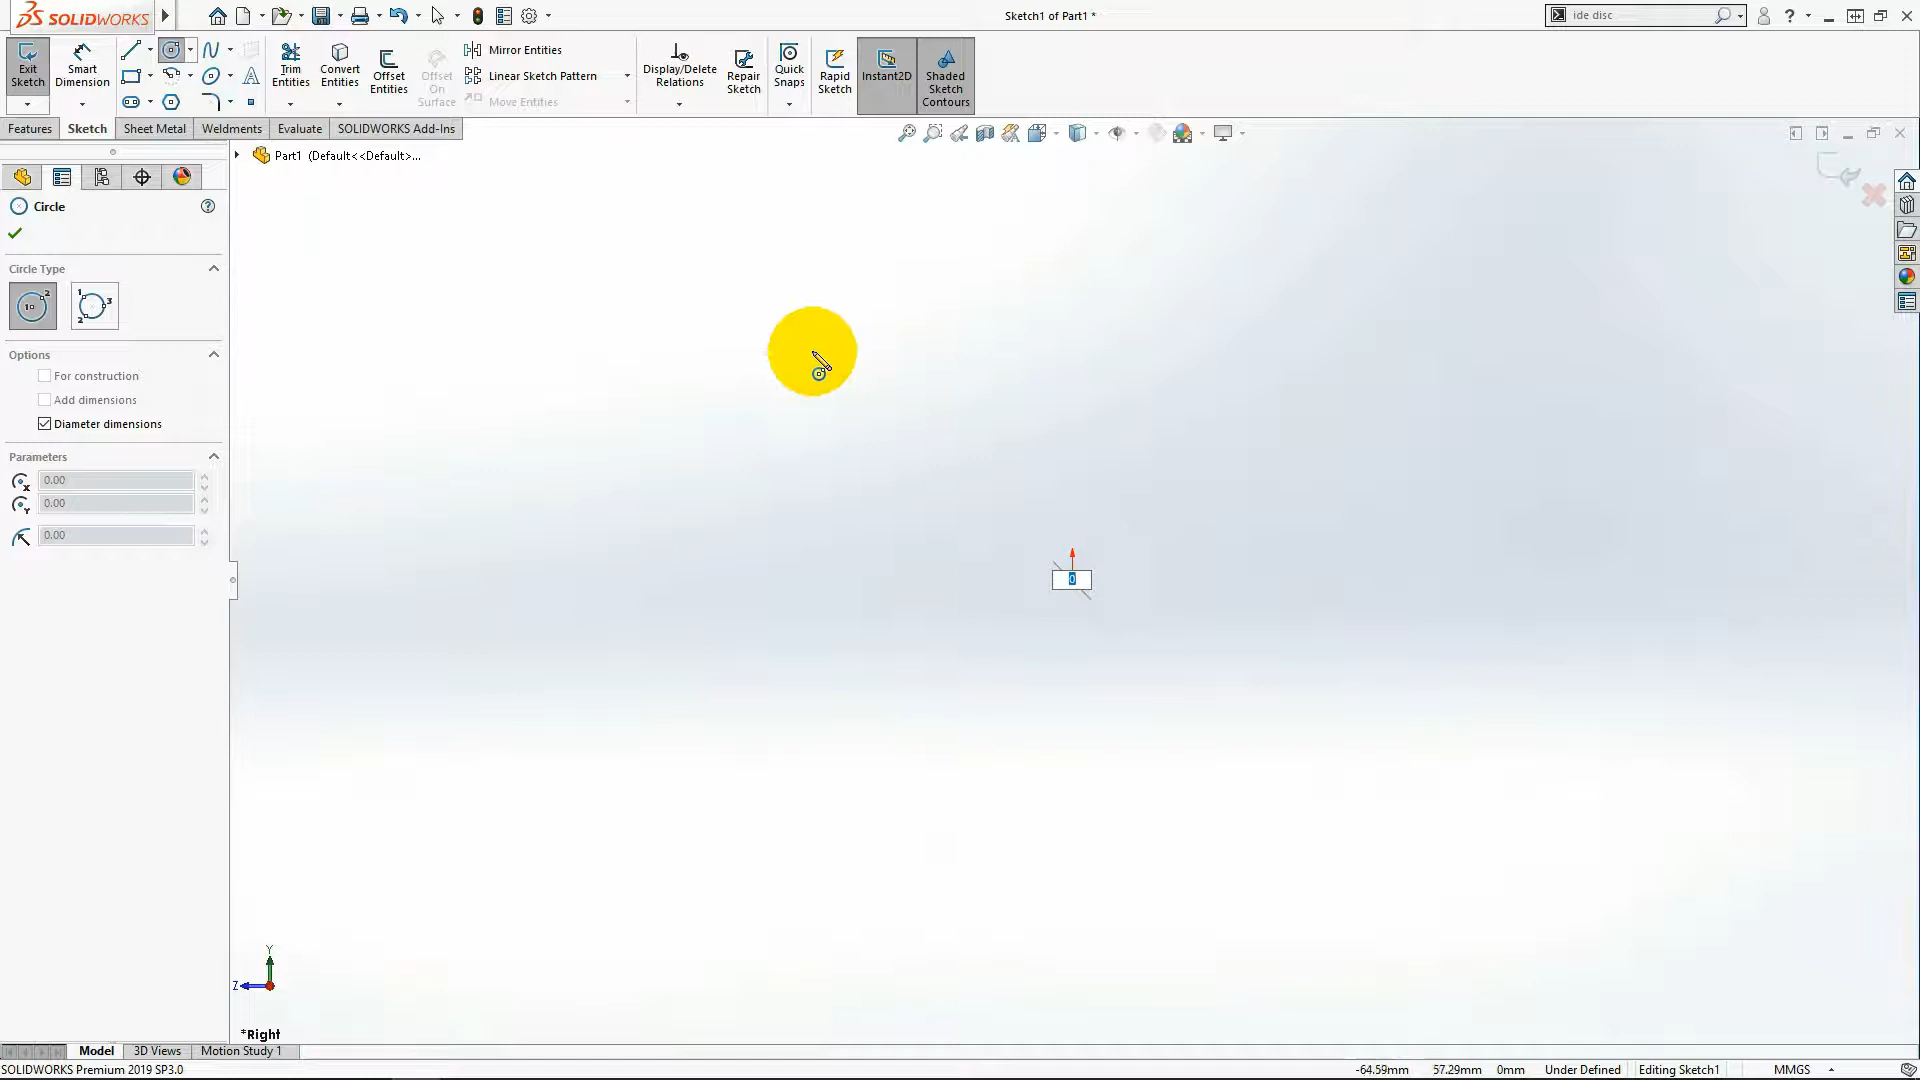 SOLIDWORKS
Sketch1 of Part1 *
ide disc
Exit Sketch
Smart Dimension
Trim Entities
Convert Entities
Offset Entities
Offset On Surface
Mirror Entities
Linear Sketch Pattern
Move Entities
Display/Delete Relations
Repair Sketch
Quick Snaps
Rapid Sketch
Instant2D
Shaded Sketch Contours
Features
Sketch
Sheet Metal
Weldments
Evaluate
SOLIDWORKS Add-Ins
Part1 (Default<<Default>...
Circle
Circle Type
Options
For construction
Add dimensions
Diameter dimensions
Parameters
0.00
0.00
0.00
0
Y
Z
*Right
Model
3D Views
Motion Study 1
SOLIDWORKS Premium 2019 SP3.0
-64.59mm
57.29mm
0mm
Under Defined
Editing Sketch1
MMGS